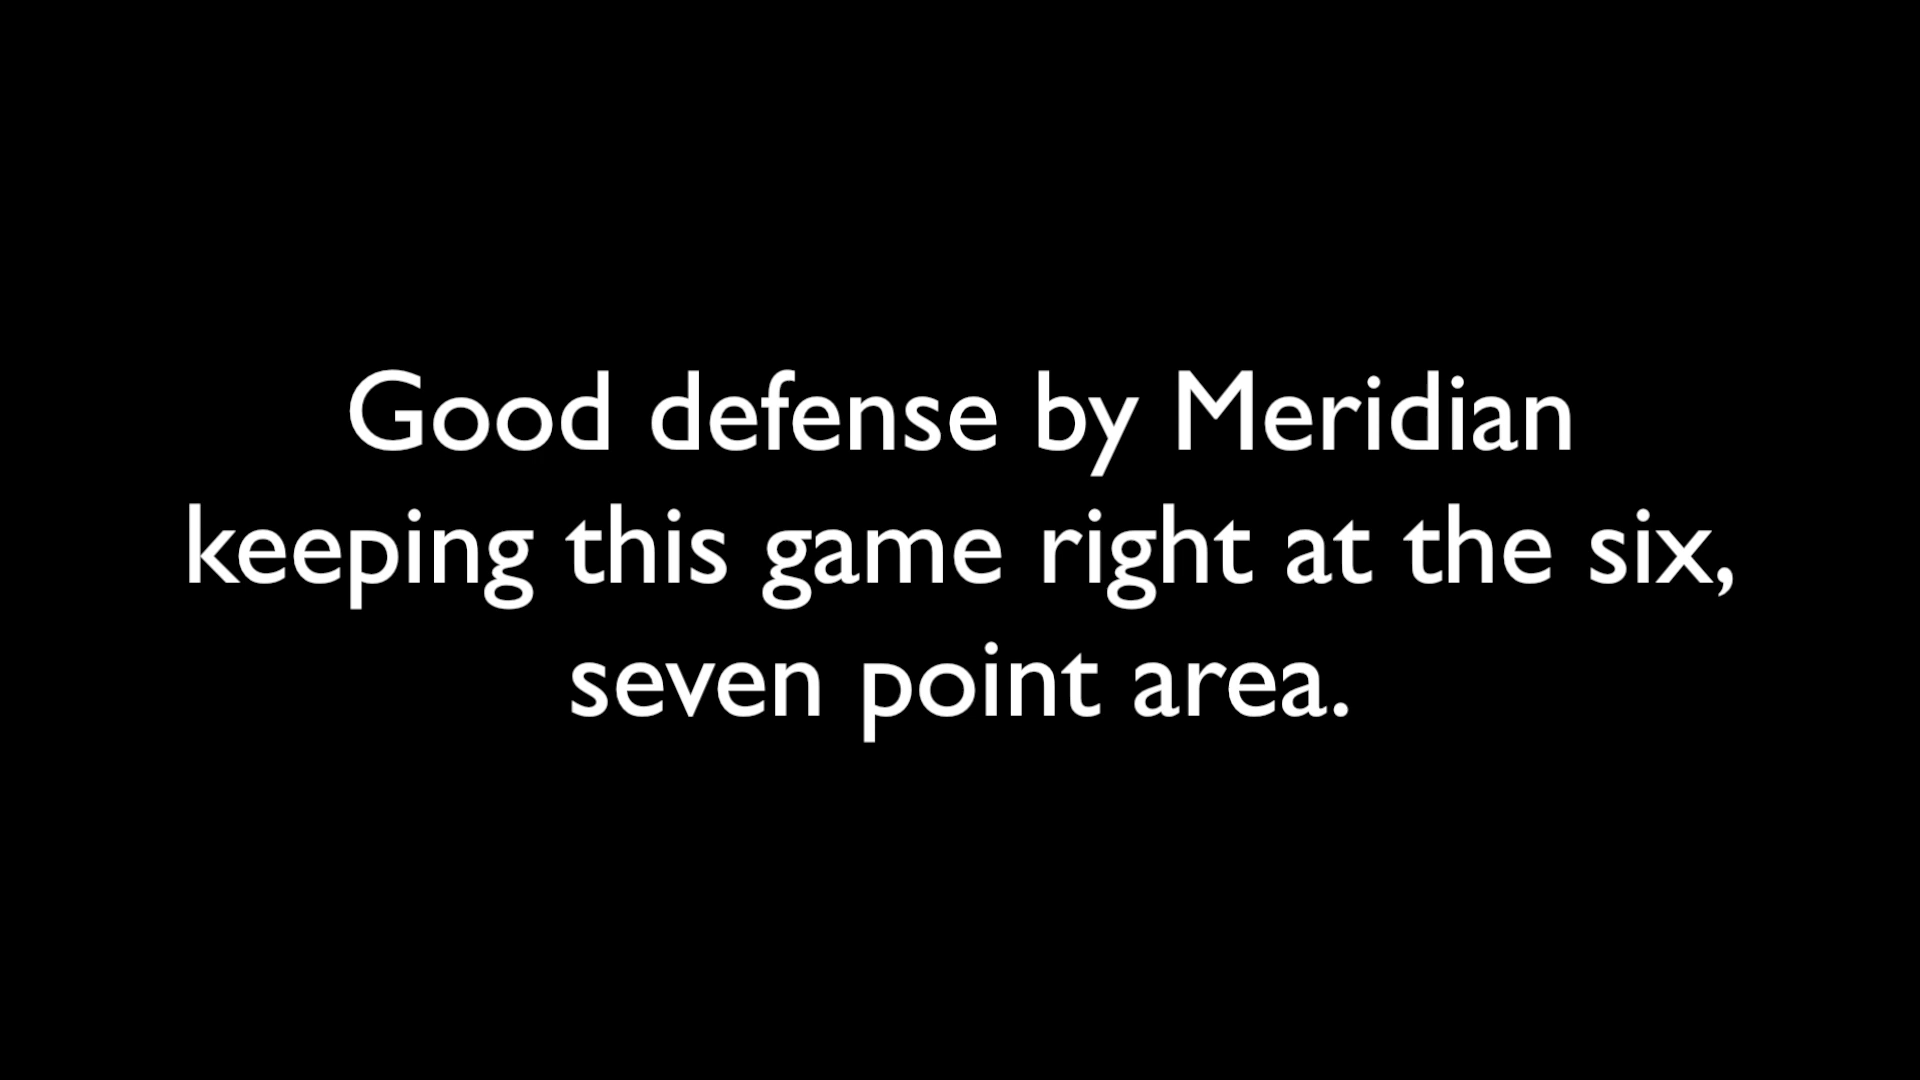 Good defense by Meridian
keeping this game right at the six,
seven point area.